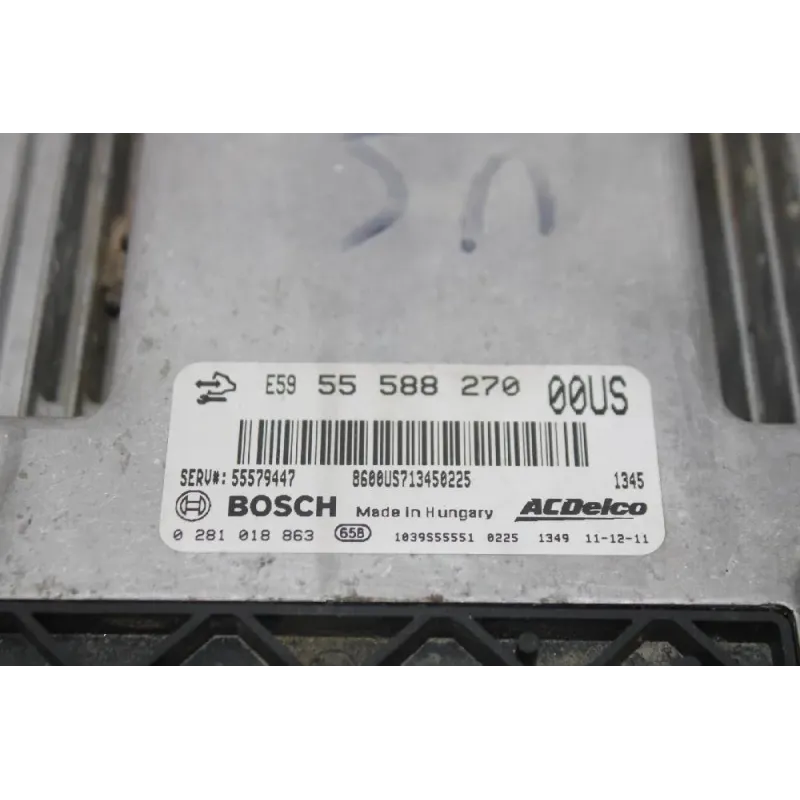 E59 55 588 270 00US
SERV#: 55579447 8600US713450225 1345
BOSCH Made in Hungary ACDelco
0 281 018 863 658 1039S55551 0225 1349 11-12-11